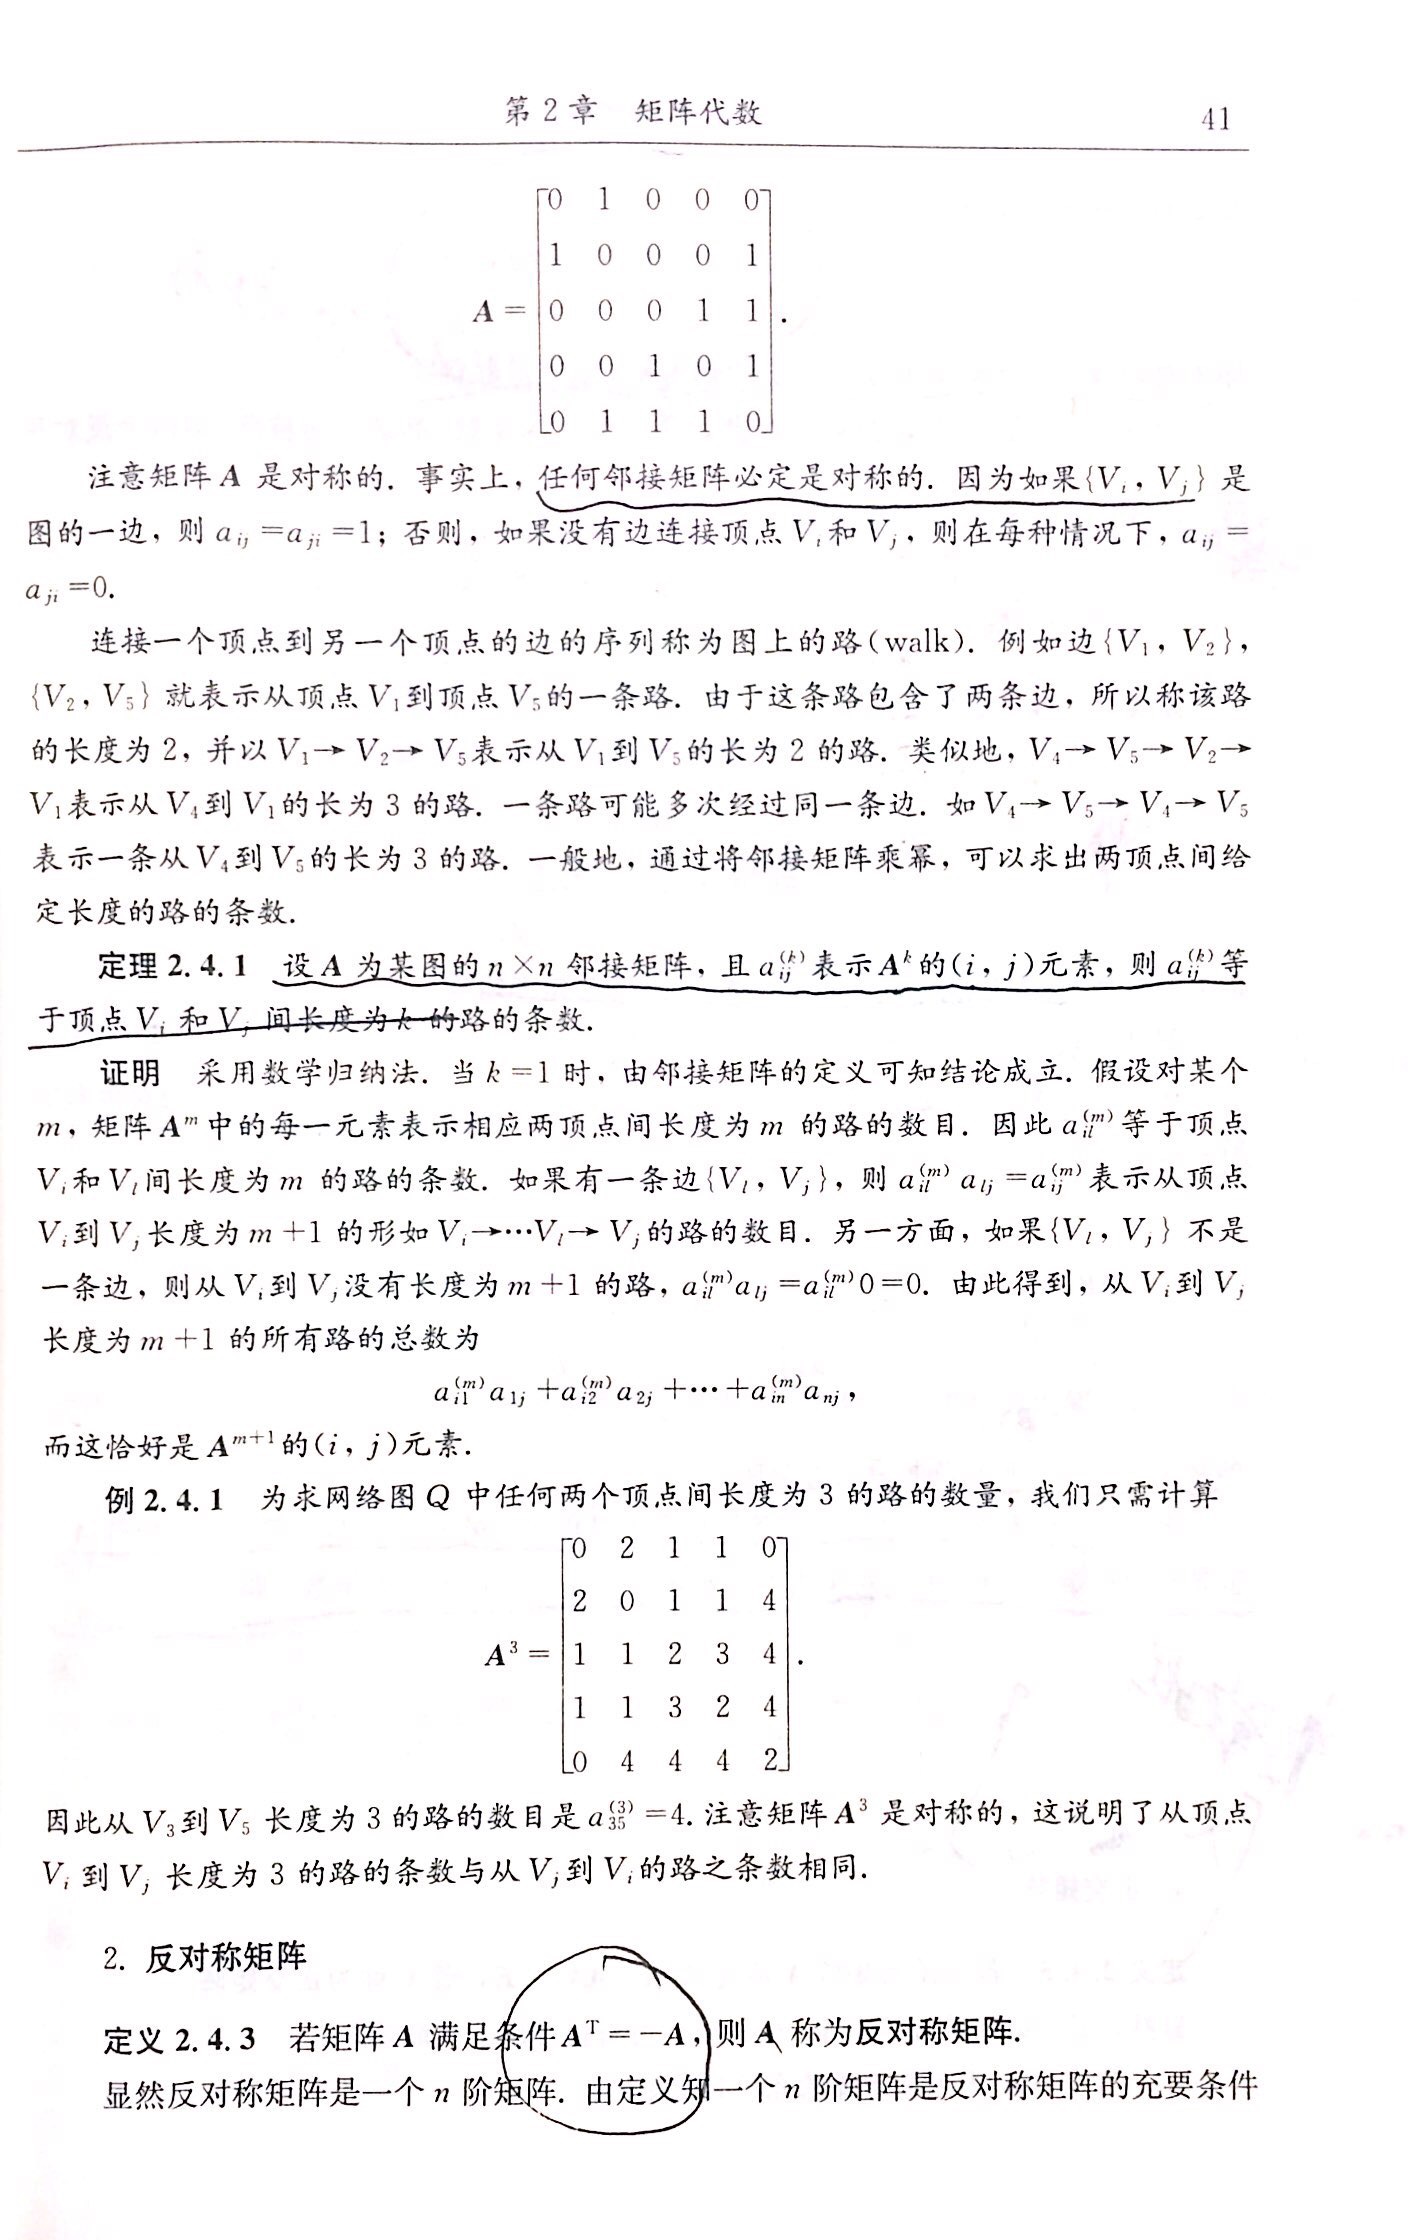 第2章 矩阵代数 41
⎡0 1 0 0 0⎤
⎢1 0 0 0 1⎥
A = ⎢0 0 0 1 1⎥.
⎢0 0 1 0 1⎥
⎣0 1 1 1 0⎦
注意矩阵 A 是对称的. 事实上, 任何邻接矩阵必定是对称的. 因为如果{V_i, V_j} 是
图的一边, 则 a_{ij} = a_{ji} = 1; 否则, 如果没有边连接顶点 V_i 和 V_j, 则在每种情况下, a_{ij} =
a_{ji} = 0.
连接一个顶点到另一个顶点的边的序列称为图上的路(walk). 例如边{V_1, V_2},
{V_2, V_5} 就表示从顶点 V_1 到顶点 V_5 的一条路. 由于这条路包含了两条边, 所以称该路
的长度为 2, 并以 V_1→V_2→V_5 表示从 V_1 到 V_5 的长为 2 的路. 类似地, V_4→V_5→V_2→
V_1 表示从 V_4 到 V_1 的长为 3 的路. 一条路可能多次经过同一条边. 如 V_4→V_5→V_4→V_5
表示一条从 V_4 到 V_5 的长为 3 的路. 一般地, 通过将邻接矩阵乘幂, 可以求出两顶点间给
定长度的路的条数.
定理 2.4.1 设 A 为某图的 n×n 邻接矩阵, 且 a_{ij}^{(k)} 表示 A^k 的(i, j)元素, 则 a_{ij}^{(k)} 等
于顶点 V_i 和 V_j 间长度为 k 的路的条数.
证明 采用数学归纳法. 当 k=1 时, 由邻接矩阵的定义可知结论成立. 假设对某个
m, 矩阵 A^m 中的每一元素表示相应两顶点间长度为 m 的路的数目. 因此 a_{il}^{(m)} 等于顶点
V_i 和 V_l 间长度为 m 的路的条数. 如果有一条边{V_l, V_j}, 则 a_{il}^{(m)} a_{lj} = a_{ij}^{(m)} 表示从顶点
V_i 到 V_j 长度为 m+1 的形如 V_i→…V_l→V_j 的路的数目. 另一方面, 如果{V_l, V_j} 不是
一条边, 则从 V_i 到 V_j 没有长度为 m+1 的路, a_{il}^{(m)} a_{lj} = a_{il}^{(m)} 0 = 0. 由此得到, 从 V_i 到 V_j
长度为 m+1 的所有路的总数为
a_{i1}^{(m)} a_{1j} + a_{i2}^{(m)} a_{2j} + ⋯ + a_{in}^{(m)} a_{nj},
而这恰好是 A^{m+1} 的(i, j)元素.
例 2.4.1 为求网络图 Q 中任何两个顶点间长度为 3 的路的数量, 我们只需计算
⎡0 2 1 1 0⎤
⎢2 0 1 1 4⎥
A^3 = ⎢1 1 2 3 4⎥.
⎢1 1 3 2 4⎥
⎣0 4 4 4 2⎦
因此从 V_3 到 V_5 长度为 3 的路的数目是 a_{35}^{(3)} = 4. 注意矩阵 A^3 是对称的, 这说明了从顶点
V_i 到 V_j 长度为 3 的路的条数与从 V_j 到 V_i 的路之条数相同.
2. 反对称矩阵
定义 2.4.3 若矩阵 A 满足条件 A^T = −A, 则 A 称为反对称矩阵.
显然反对称矩阵是一个 n 阶矩阵. 由定义知一个 n 阶矩阵是反对称矩阵的充要条件